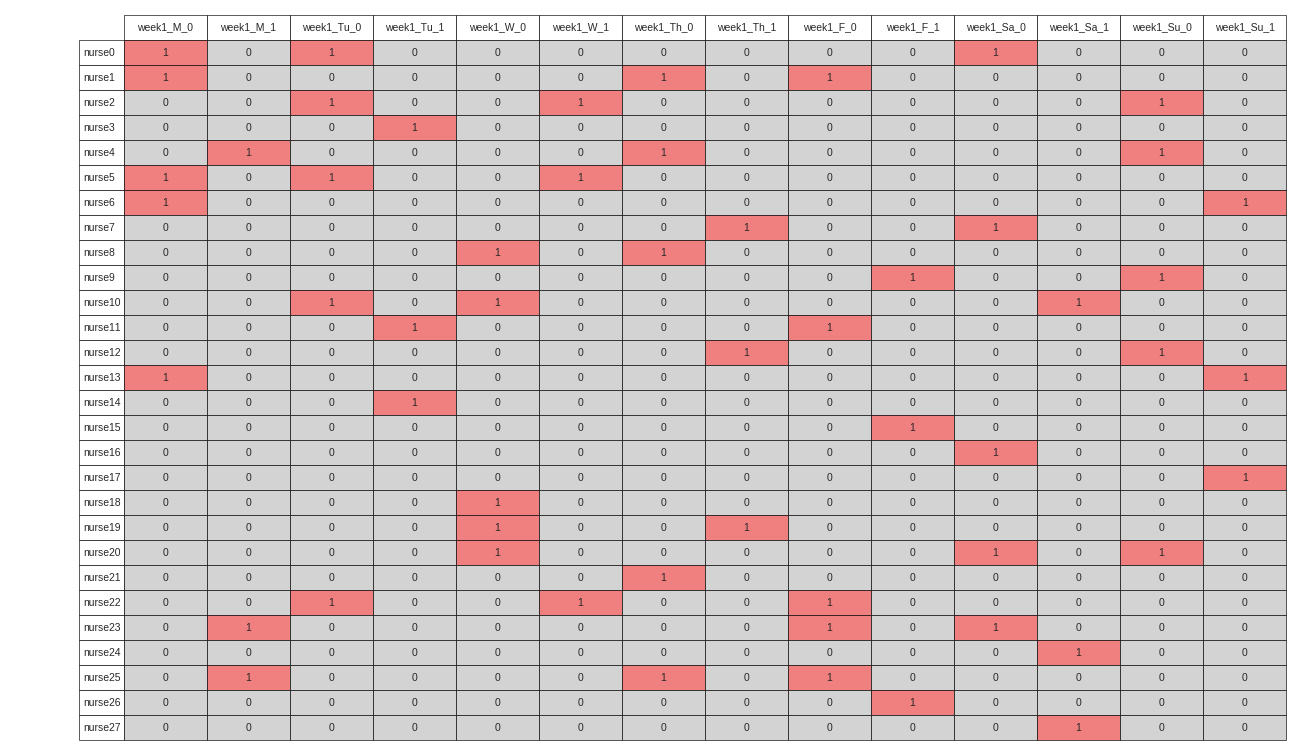 week1_M_0 week1_M_1 week1_Tu_0 week1_Tu_1 week1_W_0 week1_W_1 week1_Th_0 week1_Th_1 week1_F_0 week1_F_1 week1_Sa_0 week1_Sa_1 week1_Su_0 week1_Su_1
nurse0 1 0 1 0 0 0 0 0 0 0 1 0 0 0
nurse1 1 0 0 0 0 0 1 0 1 0 0 0 0 0
nurse2 0 0 1 0 0 1 0 0 0 0 0 0 1 0
nurse3 0 0 0 1 0 0 0 0 0 0 0 0 0 0
nurse4 0 1 0 0 0 0 1 0 0 0 0 0 1 0
nurse5 1 0 1 0 0 1 0 0 0 0 0 0 0 0
nurse6 1 0 0 0 0 0 0 0 0 0 0 0 0 1
nurse7 0 0 0 0 0 0 0 1 0 0 1 0 0 0
nurse8 0 0 0 0 1 0 1 0 0 0 0 0 0 0
nurse9 0 0 0 0 0 0 0 0 0 1 0 0 1 0
nurse10 0 0 1 0 1 0 0 0 0 0 0 1 0 0
nurse11 0 0 0 1 0 0 0 0 1 0 0 0 0 0
nurse12 0 0 0 0 0 0 0 1 0 0 0 0 1 0
nurse13 1 0 0 0 0 0 0 0 0 0 0 0 0 1
nurse14 0 0 0 1 0 0 0 0 0 0 0 0 0 0
nurse15 0 0 0 0 0 0 0 0 0 1 0 0 0 0
nurse16 0 0 0 0 0 0 0 0 0 0 1 0 0 0
nurse17 0 0 0 0 0 0 0 0 0 0 0 0 0 1
nurse18 0 0 0 0 1 0 0 0 0 0 0 0 0 0
nurse19 0 0 0 0 1 0 0 1 0 0 0 0 0 0
nurse20 0 0 0 0 1 0 0 0 0 0 1 0 1 0
nurse21 0 0 0 0 0 0 1 0 0 0 0 0 0 0
nurse22 0 0 1 0 0 1 0 0 1 0 0 0 0 0
nurse23 0 1 0 0 0 0 0 0 1 0 1 0 0 0
nurse24 0 0 0 0 0 0 0 0 0 0 0 1 0 0
nurse25 0 1 0 0 0 0 1 0 1 0 0 0 0 0
nurse26 0 0 0 0 0 0 0 0 0 1 0 0 0 0
nurse27 0 0 0 0 0 0 0 0 0 0 0 1 0 0